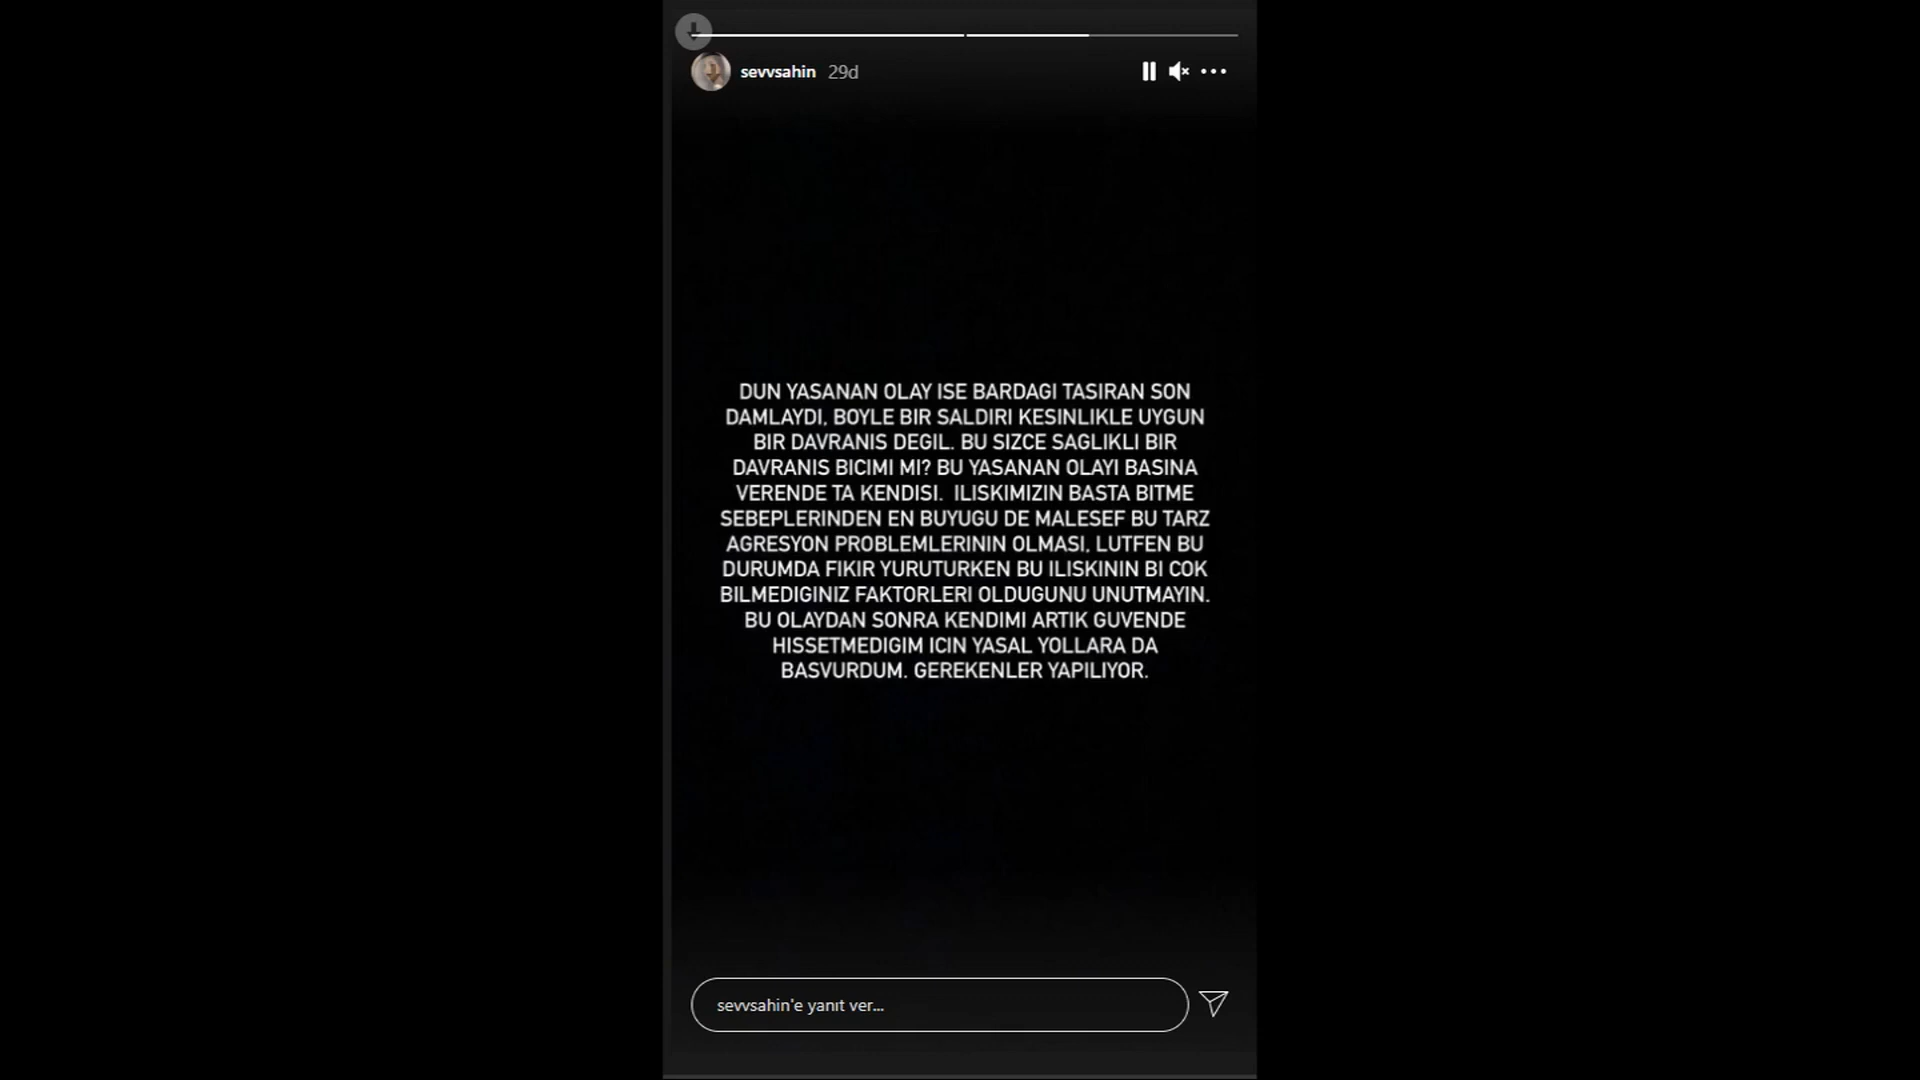 sevvsahin 29d
DUN YASANAN OLAY ISE BARDAGI TASIRAN SON
DAMLAYDI, BOYLE BIR SALDIRI KESINLIKLE UYGUN
BIR DAVRANIS DEGIL. BU SIZCE SAGLIKLI BIR
DAVRANIS BICIMI MI? BU YASANAN OLAYI BASINA
VERENDE TA KENDISI. ILISKIMIZIN BASTA BITME
SEBEPLERINDEN EN BUYUGU DE MALESEF BU TARZ
AGRESYON PROBLEMLERININ OLMASI, LUTFEN BU
DURUMDA FIKIR YURUTURKEN BU ILISKININ BI COK
BILMEDIGINIZ FAKTORLERI OLDUGUNU UNUTMAYIN.
BU OLAYDAN SONRA KENDIMI ARTIK GUVENDE
HISSETMEDIGIM ICIN YASAL YOLLARA DA
BASVURDUM. GEREKENLER YAPILIYOR.
sevvsahin'e yanıt ver...